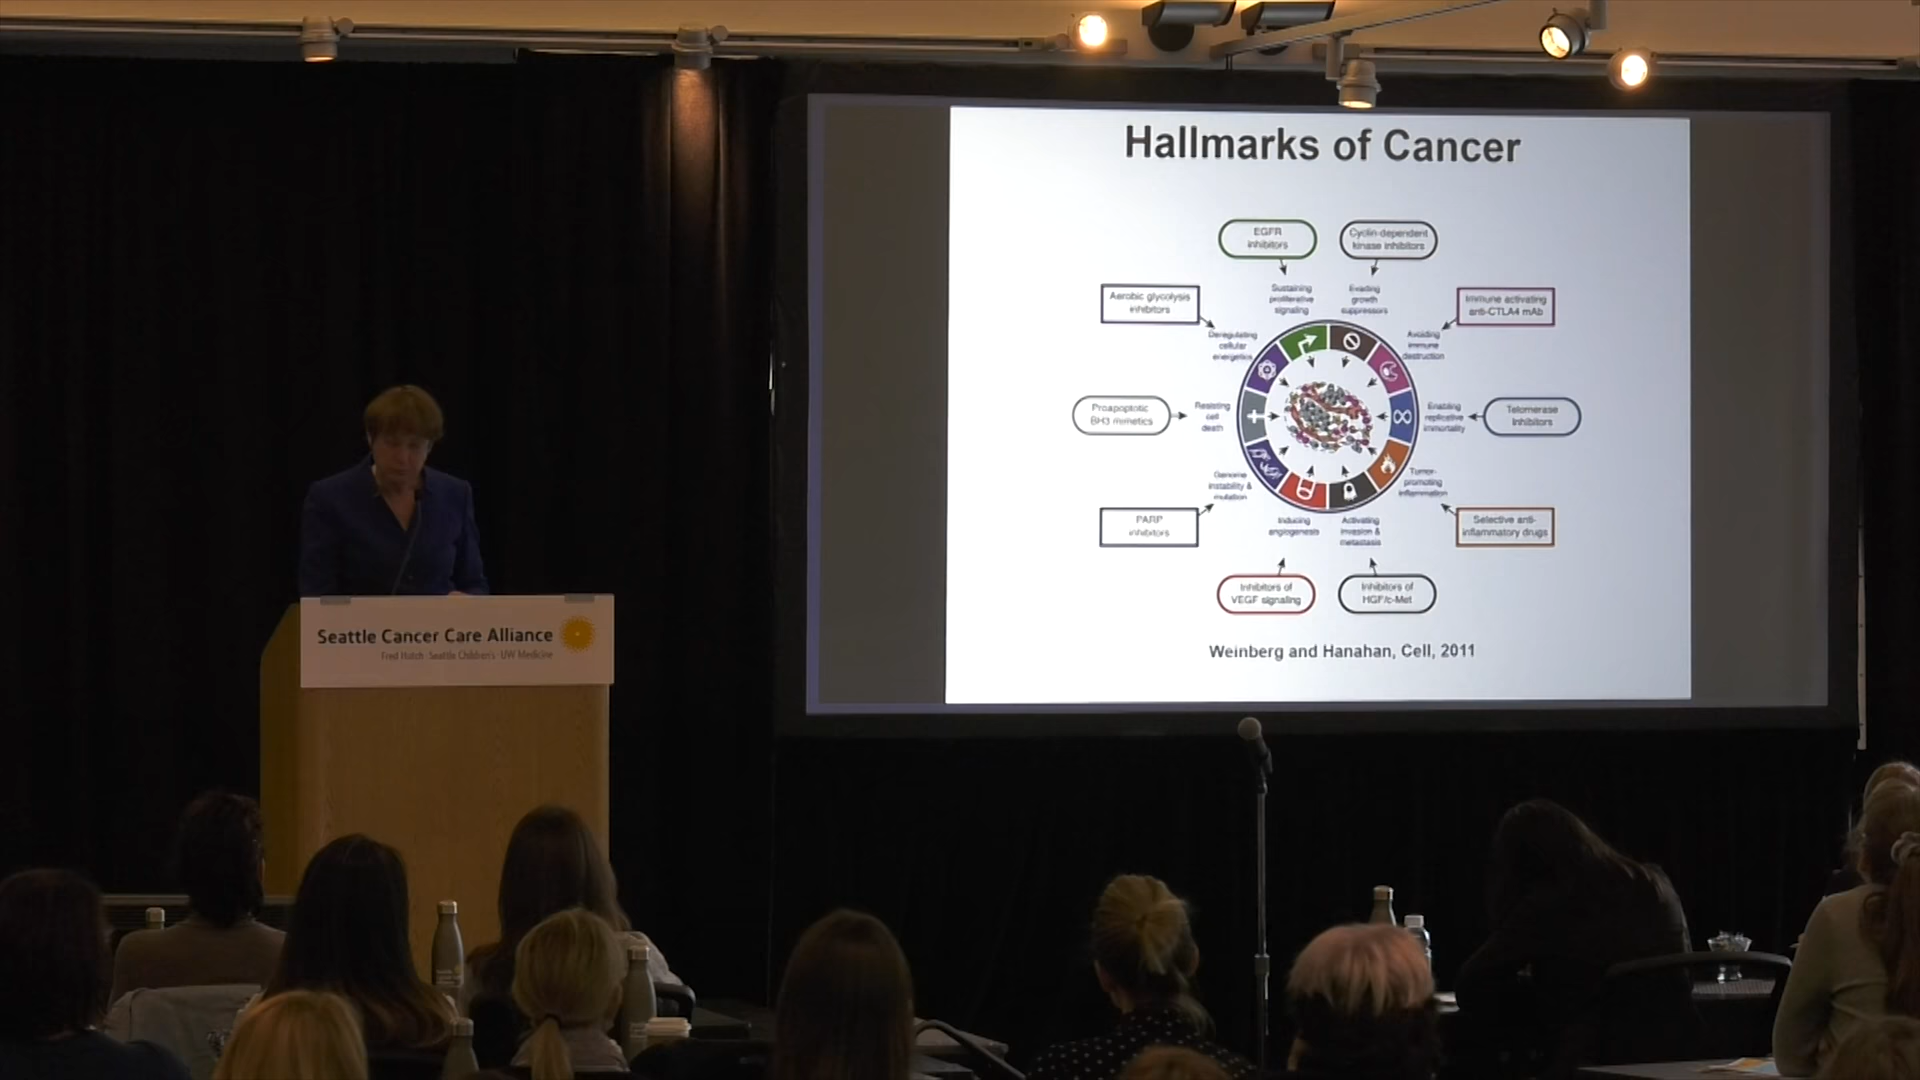 Hallmarks of Cancer
EGFR
inhibitors
Cyclin-dependent
kinase inhibitors
Sustaining
proliferative
signaling
Evading
growth
suppressors
Aerobic glycolysis
inhibitors
Immune activating
anti-CTLA4 mAb
Deregulating
cellular
energetics
Avoiding
immune
destruction
Proapoptotic
BH3 mimetics
Resisting
cell
death
Enabling
replicative
immortality
Telomerase
Inhibitors
Genome
instability &
mutation
Tumor-
promoting
inflammation
PARP
inhibitors
Inducing
angiogenesis
Activating
invasion &
metastasis
Selective anti-
inflammatory drugs
Inhibitors of
VEGF signaling
Inhibitors of
HGF/c-Met
Weinberg and Hanahan, Cell, 2011
Seattle Cancer Care Alliance
Fred Hutch · Seattle Children's · UW Medicine